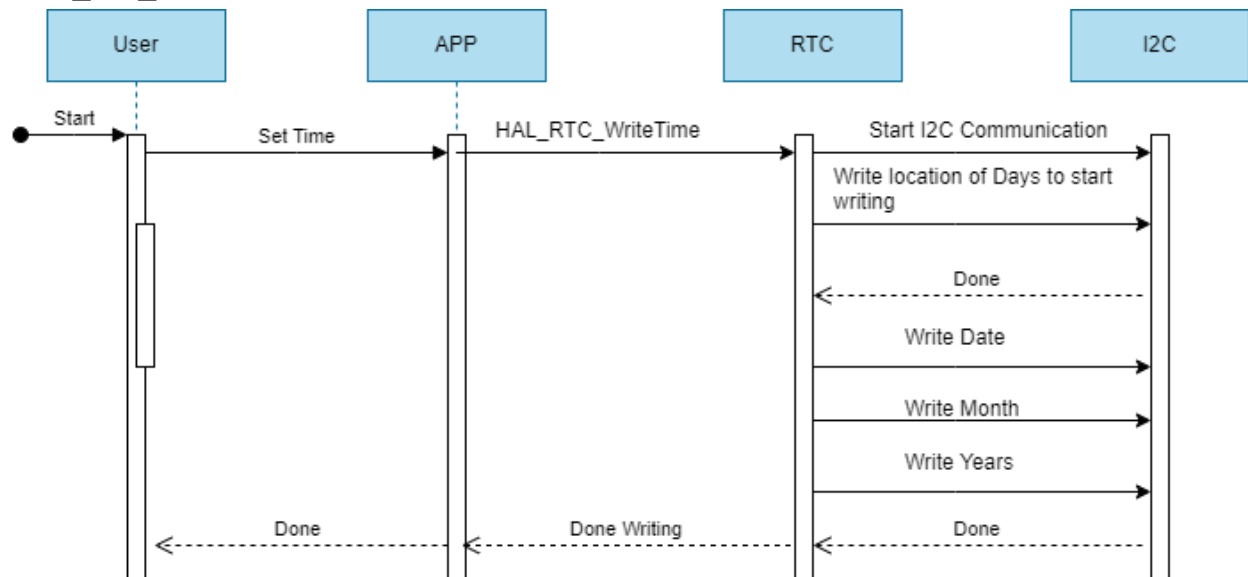 User
APP
RTC
I2C
Start
Set Time
HAL_RTC_WriteTime
Start I2C Communication
Write location of Days to start
writing
Done
Write Date
Write Month
Write Years
Done
Done Writing
Done